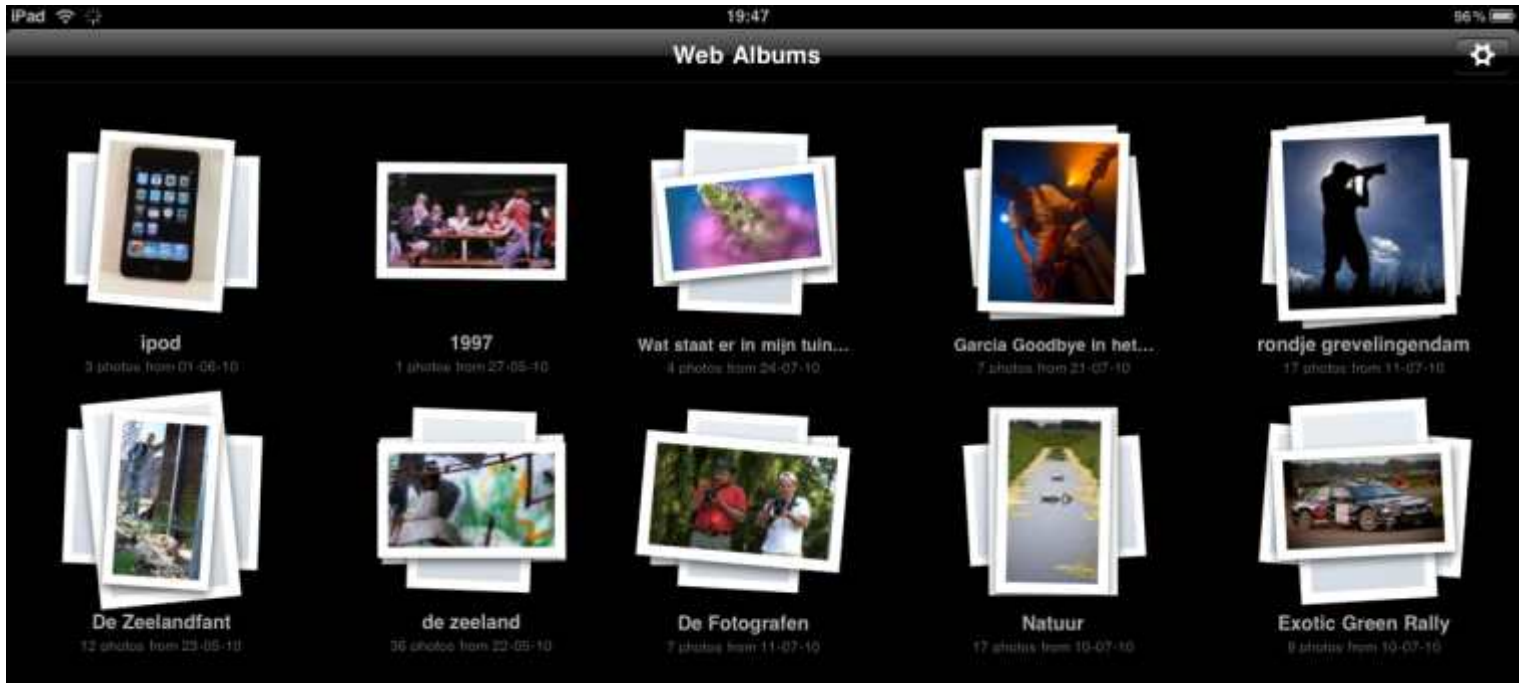 iPad 19:47 96%
Web Albums
ipod
3 photos from 01-06-10
1997
1 photos from 27-05-10
Wat staat er in mijn tuin...
4 photos from 24-07-10
Garcia Goodbye in het...
7 photos from 21-07-10
rondje grevelingendam
17 photos from 11-07-10
De Zeelandfant
12 photos from 23-05-10
de zeeland
36 photos from 22-05-10
De Fotografen
7 photos from 11-07-10
Natuur
17 photos from 10-07-10
Exotic Green Rally
9 photos from 10-07-10